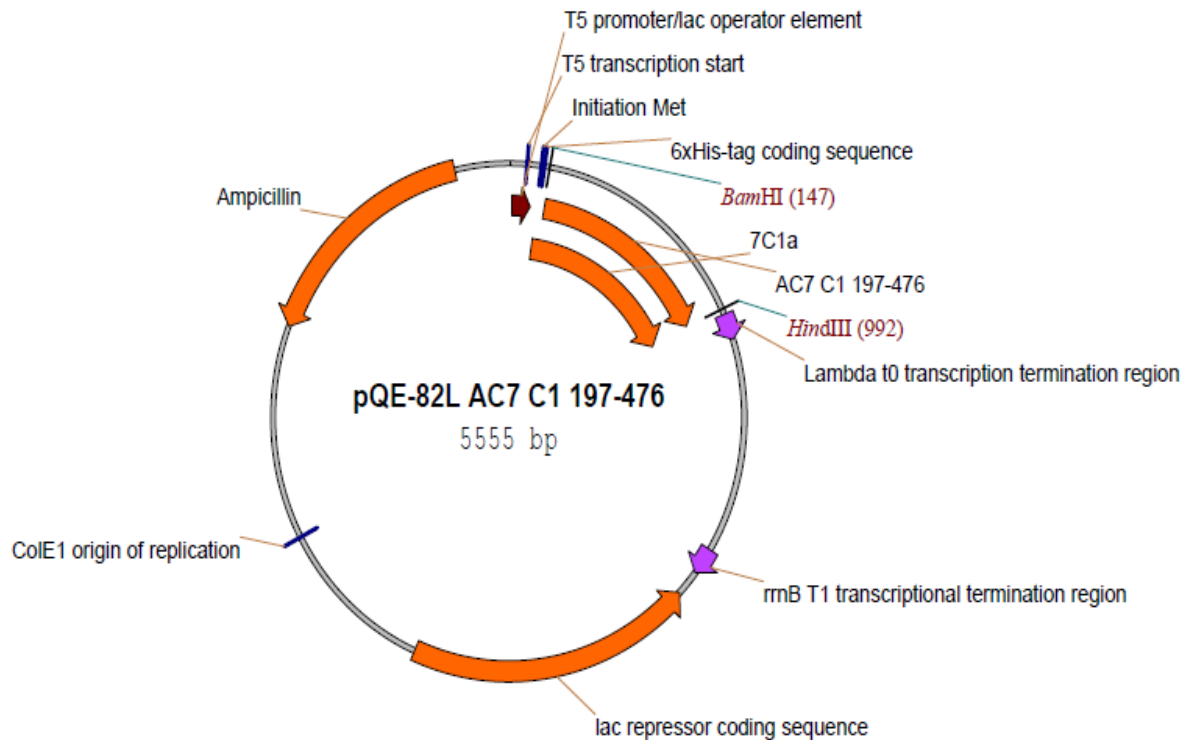 T5 promoter/lac operator element
T5 transcription start
Initiation Met
6xHis-tag coding sequence
BamHI (147)
Ampicillin
7C1a
AC7 C1 197-476
HindIII (992)
Lambda t0 transcription termination region
pQE-82L AC7 C1 197-476
5555 bp
ColE1 origin of replication
rrnB T1 transcriptional termination region
lac repressor coding sequence